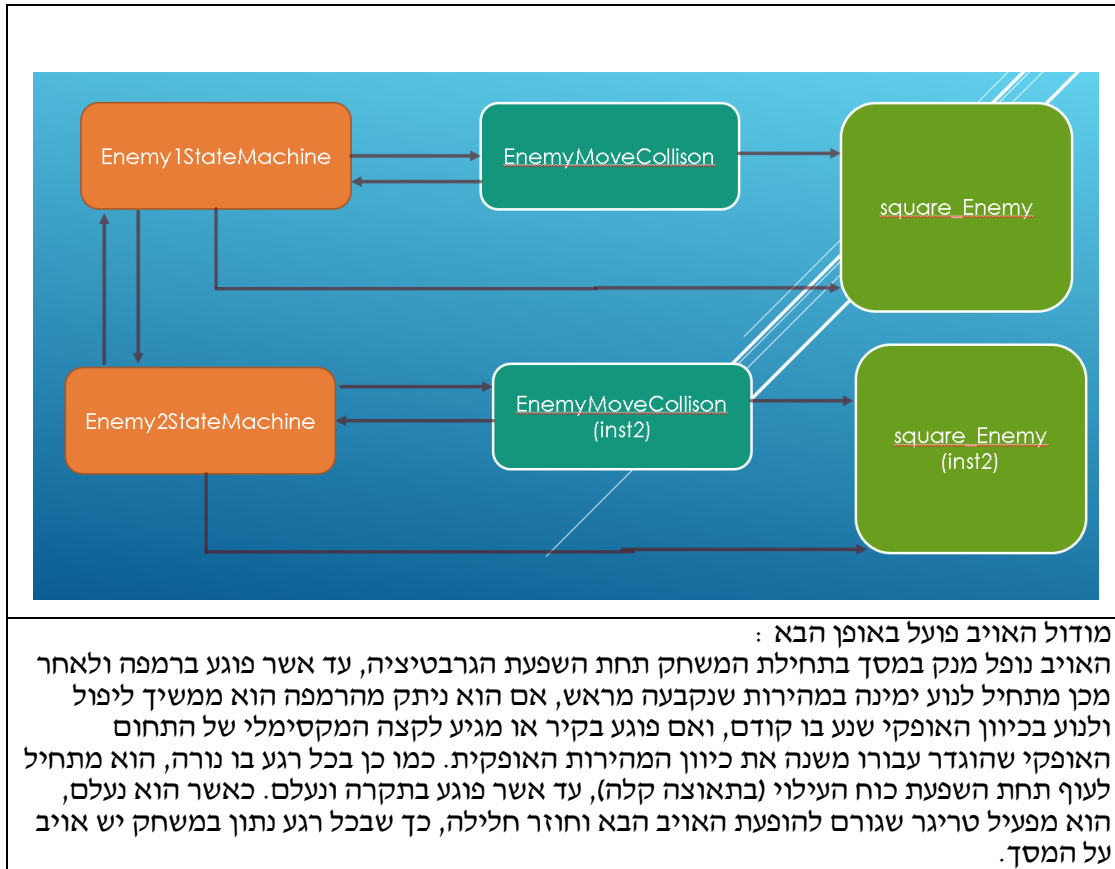 Enemy1StateMachine
EnemyMoveCollison
square_Enemy
Enemy2StateMachine
EnemyMoveCollison
(inst2)
square_Enemy
(inst2)
מודול האויב פועל באופן הבא :
האויב נופל מנק במסך בתחילת המשחק תחת השפעת הגרבטיציה, עד אשר פוגע ברמפה ולאחר
מכן מתחיל לנוע ימינה במהירות שנקבעה מראש, אם הוא ניתק מהרמפה הוא ממשיך ליפול
ולנוע בכיוון האופקי שנע בו קודם, ואם פוגע בקיר או מגיע לקצה המקסימלי של התחום
האופקי שהוגדר עבורו משנה את כיוון המהירות האופקית. כמו כן בכל רגע בו נורה, הוא מתחיל
לעוף תחת השפעת כוח העילוי (בתאוצה קלה), עד אשר פוגע בתקרה ונעלם. כאשר הוא נעלם,
הוא מפעיל טריגר שגורם להופעת האויב הבא וחוזר חלילה, כך שבכל רגע נתון במשחק יש אויב
על המסך.